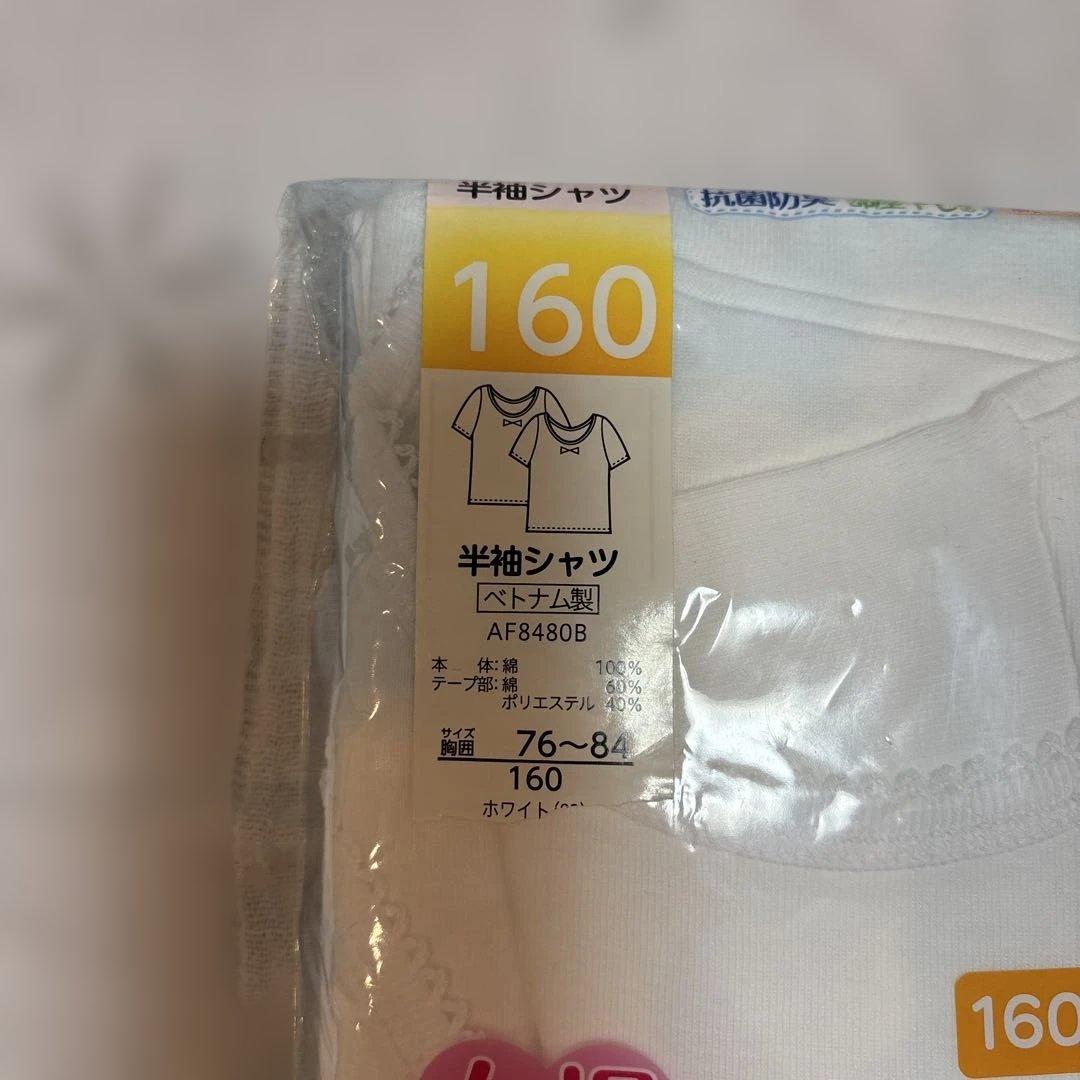 半袖シャツ
抗菌防臭
160
半袖シャツ
ベトナム製
AF8480B
本 体:綿 100%
テープ部:綿 60%
ポリエステル 40%
サイズ
胸囲 76〜84
160
ホワイト
160